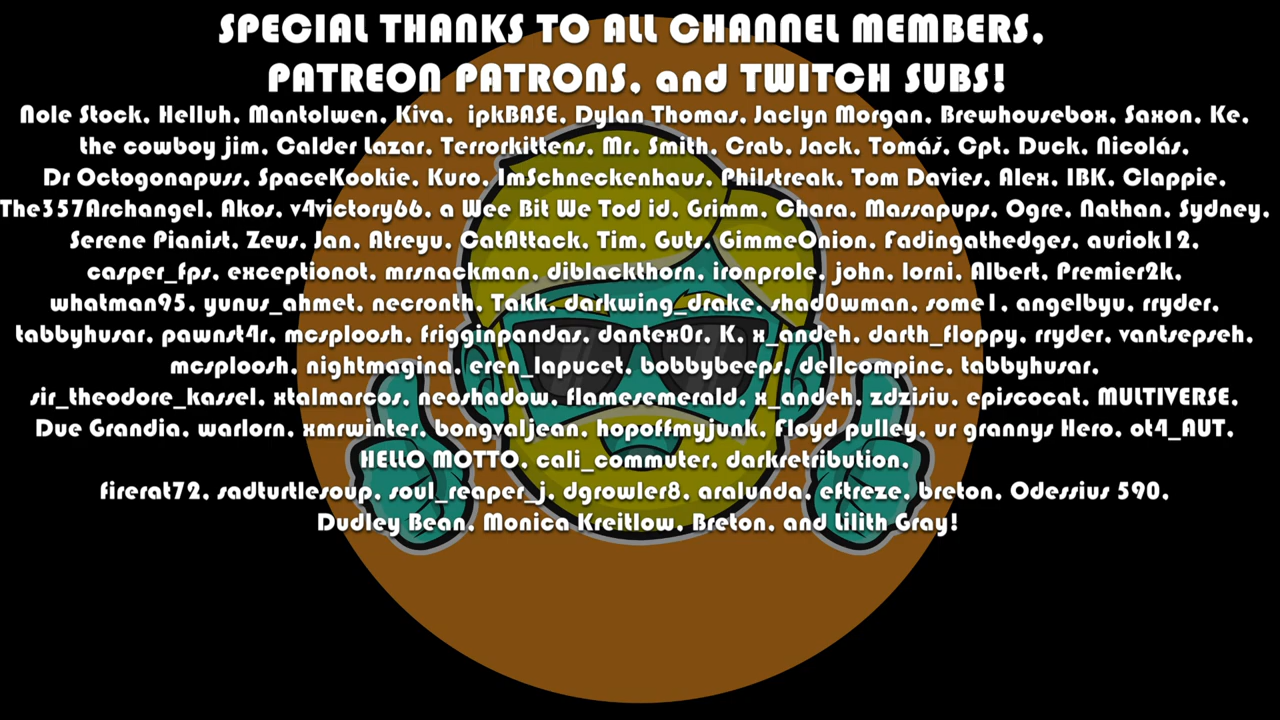 SPECIAL THANKS TO ALL CHANNEL MEMBERS,
PATREON PATRONS, and TWITCH SUBS!
Nole Stock, Helluh, Mantolwen, Kiva, ipkBASE, Dylan Thomas, Jaclyn Morgan, Brewhousebox, Saxon, Ke,
the cowboy jim, Calder Lazar, Terrorkittens, Mr. Smith, Crab, Jack, Tomáš, Cpt. Duck, Nicolás,
Dr Octogonapuss, SpaceKookie, Kuro, ImSchneckenhaus, Philstreak, Tom Davies, Alex, IBK, Clappie,
The357Archangel, Akos, v4victory66, a Wee Bit We Tod id, Grimm, Chara, Massapups, Ogre, Nathan, Sydney,
Serene Pianist, Zeus, Jan, Atreyu, CatAttack, Tim, Guts, GimmeOnion, Fadingathedges, auriok12,
casper_fps, exceptionot, mrsnackman, diblackthorn, ironprole, john, lorni, Albert, Premier2k,
whatman95, yunus_ahmet, necronth, Takk, darkwing_drake, shad0wman, some1, angelbyu, rryder,
tabbyhusar, pawnst4r, mcsploosh, frigginpandas, dantex0r, K, x_andeh, darth_floppy, rryder, vantsepseh,
mcsploosh, nightmagina, eren_lapucet, bobbybeeps, dellcompinc, tabbyhusar,
sir_theodore_kassel, xtalmarcos, neoshadow, flamesemerald, x_andeh, zdzisiu, episcocat, MULTIVERSE,
Due Grandia, warlorn, xmrwinter, bongvaljean, hopoffmyjunk, Floyd pulley, ur grannys Hero, ot4_AUT,
HELLO MOTTO, cali_commuter, darkretribution,
firerat72, sadturtlesoup, soul_reaper_j, dgrowler8, aralunda, eftreze, breton, Odessius 590,
Dudley Bean, Monica Kreitlow, Breton, and Lilith Gray!